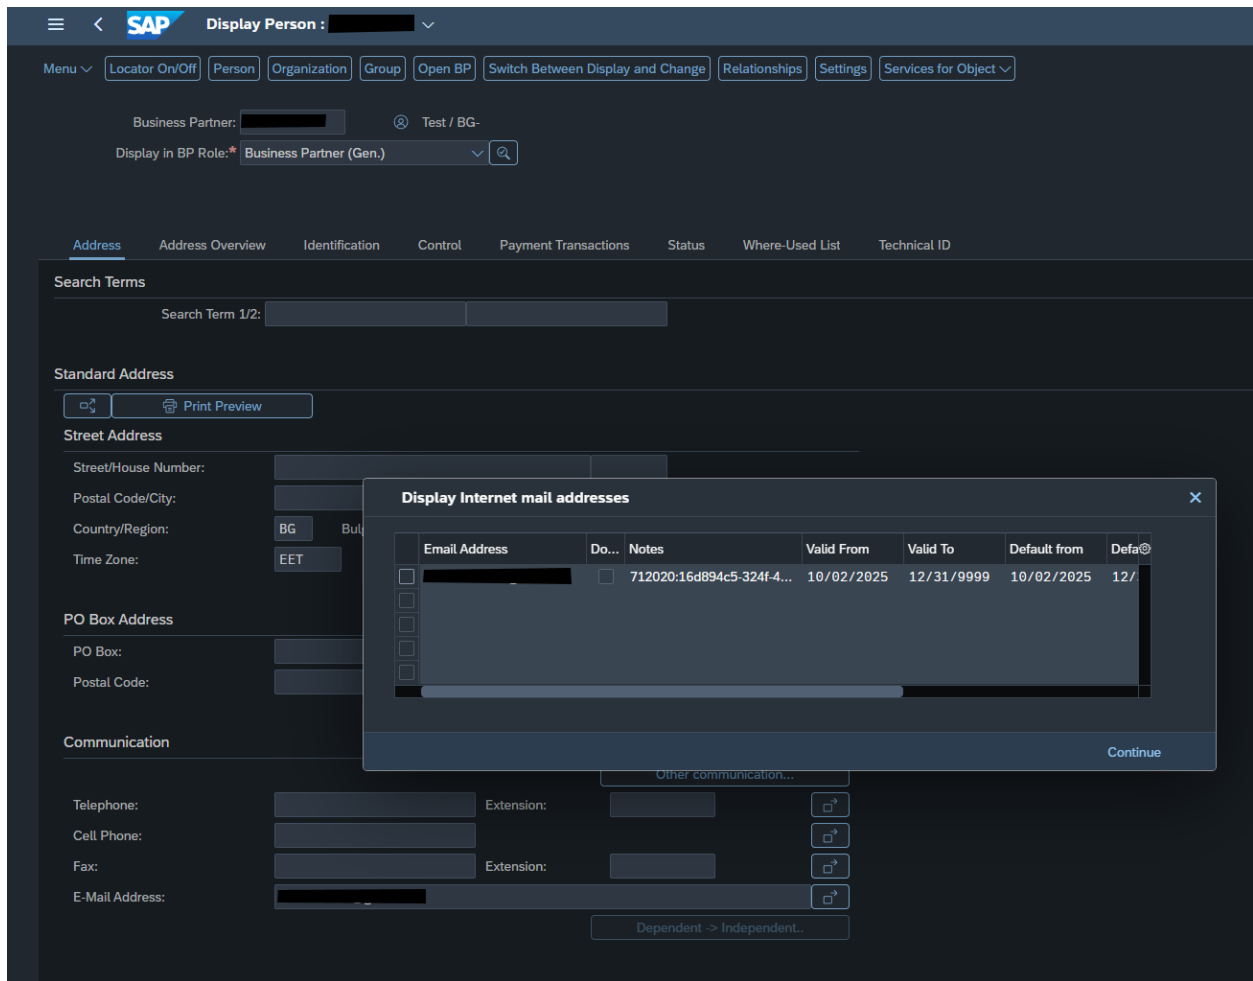 SAP Display Person :
Menu Locator On/Off Person Organization Group Open BP Switch Between Display and Change Relationships Settings Services for Object
Business Partner: Test / BG-
Display in BP Role:* Business Partner (Gen.)
Address Address Overview Identification Control Payment Transactions Status Where-Used List Technical ID
Search Terms
Search Term 1/2:
Standard Address
Print Preview
Street Address
Street/House Number:
Postal Code/City:
Country/Region: BG Bul
Time Zone: EET
PO Box Address
PO Box:
Postal Code:
Communication
Display Internet mail addresses
Email Address Do... Notes Valid From Valid To Default from Defa
712020:16d894c5-324f-4... 10/02/2025 12/31/9999 10/02/2025 12/
Continue
Other communication...
Telephone: Extension:
Cell Phone:
Fax: Extension:
E-Mail Address:
Dependent -> Independent..